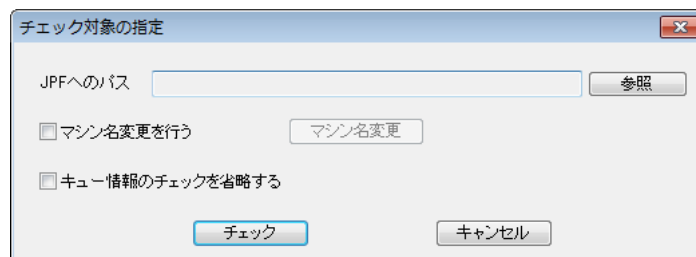 チェック対象の指定
JPFへのパス 参照
マシン名変更を行う マシン名変更
キュー情報のチェックを省略する
チェック キャンセル